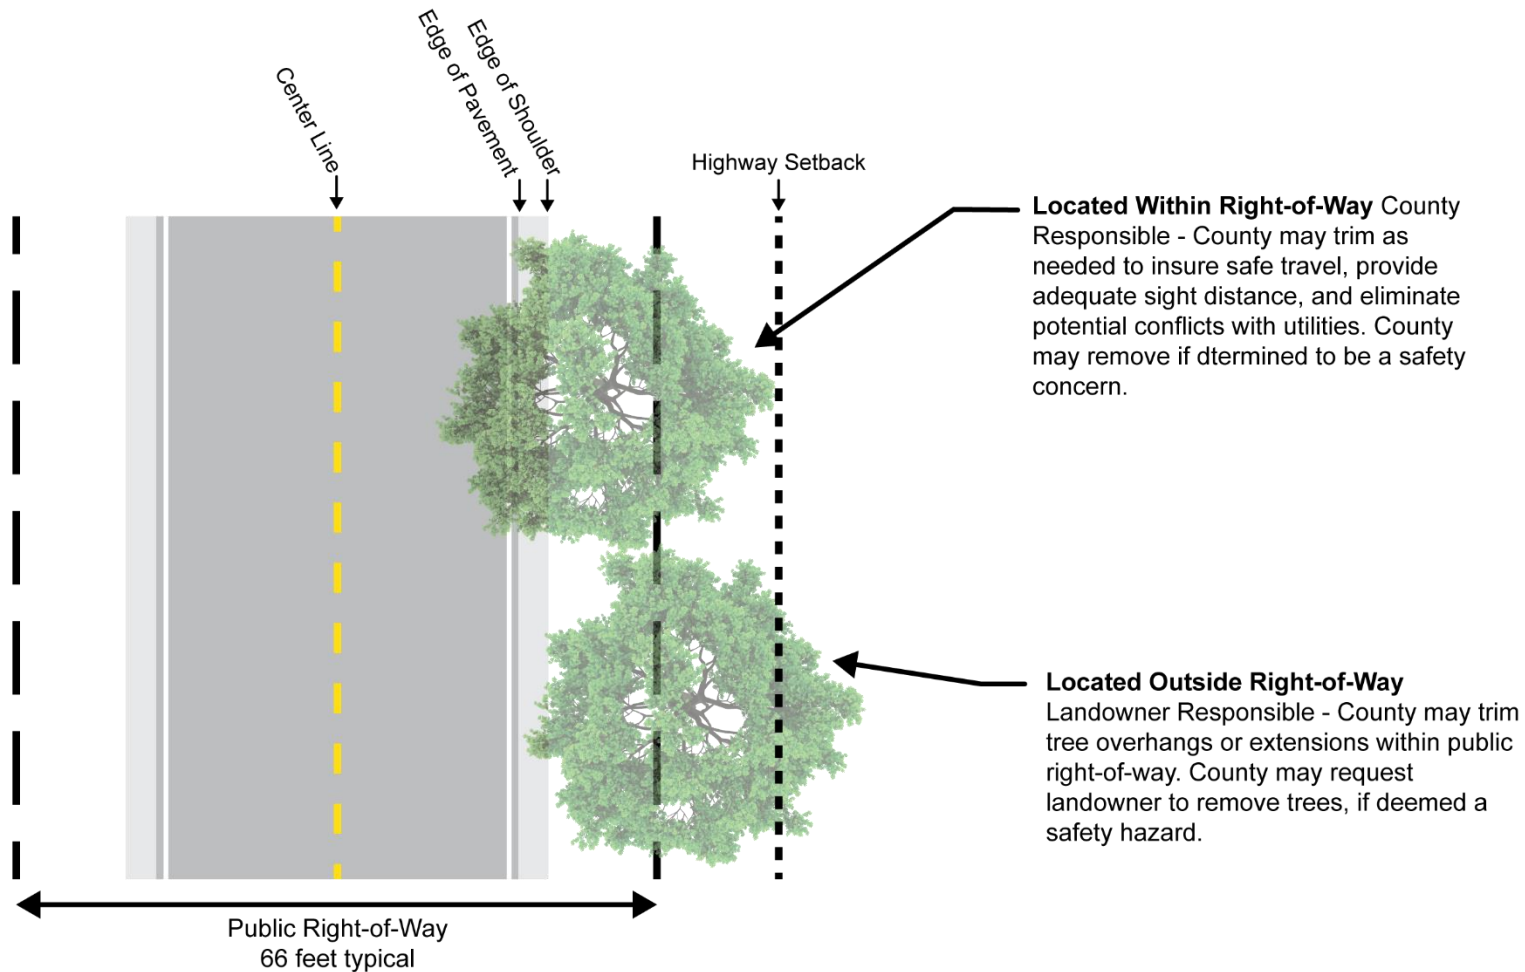 Center Line
Edge of Pavement
Edge of Shoulder
Highway Setback
Located Within Right-of-Way County
Responsible - County may trim as
needed to insure safe travel, provide
adequate sight distance, and eliminate
potential conflicts with utilities. County
may remove if dtermined to be a safety
concern.
Located Outside Right-of-Way
Landowner Responsible - County may trim
tree overhangs or extensions within public
right-of-way. County may request
landowner to remove trees, if deemed a
safety hazard.
Public Right-of-Way
66 feet typical